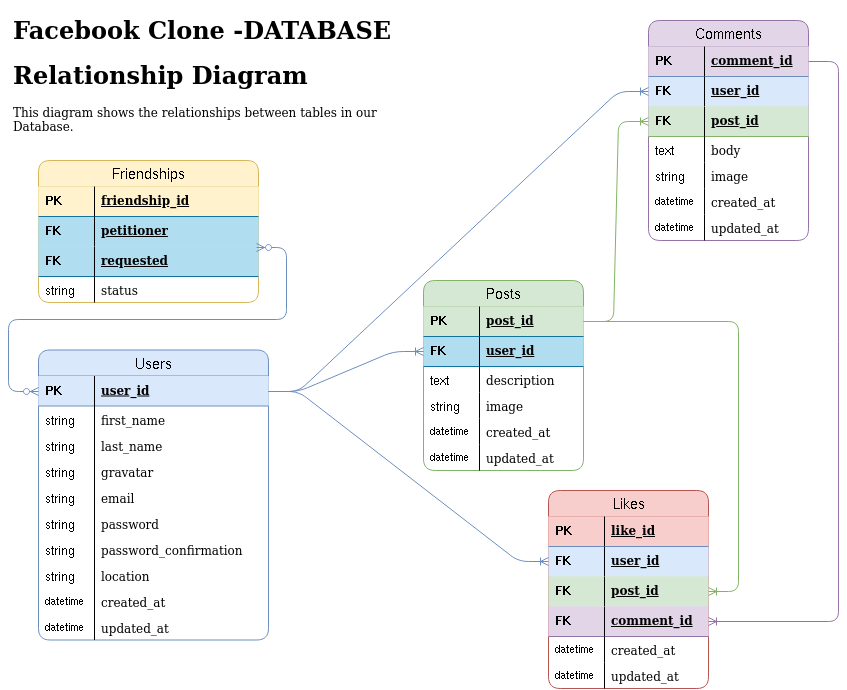 Facebook Clone -DATABASE
Relationship Diagram
This diagram shows the relationships between tables in our
Database.
Friendships
PK friendship_id
FK petitioner
FK requested
string status
Users
PK user_id
string first_name
string last_name
string gravatar
string email
string password
string password_confirmation
string location
datetime created_at
datetime updated_at
Posts
PK post_id
FK user_id
text description
string image
datetime created_at
datetime updated_at
Comments
PK comment_id
FK user_id
FK post_id
text body
string image
datetime created_at
datetime updated_at
Likes
PK like_id
FK user_id
FK post_id
FK comment_id
datetime created_at
datetime updated_at